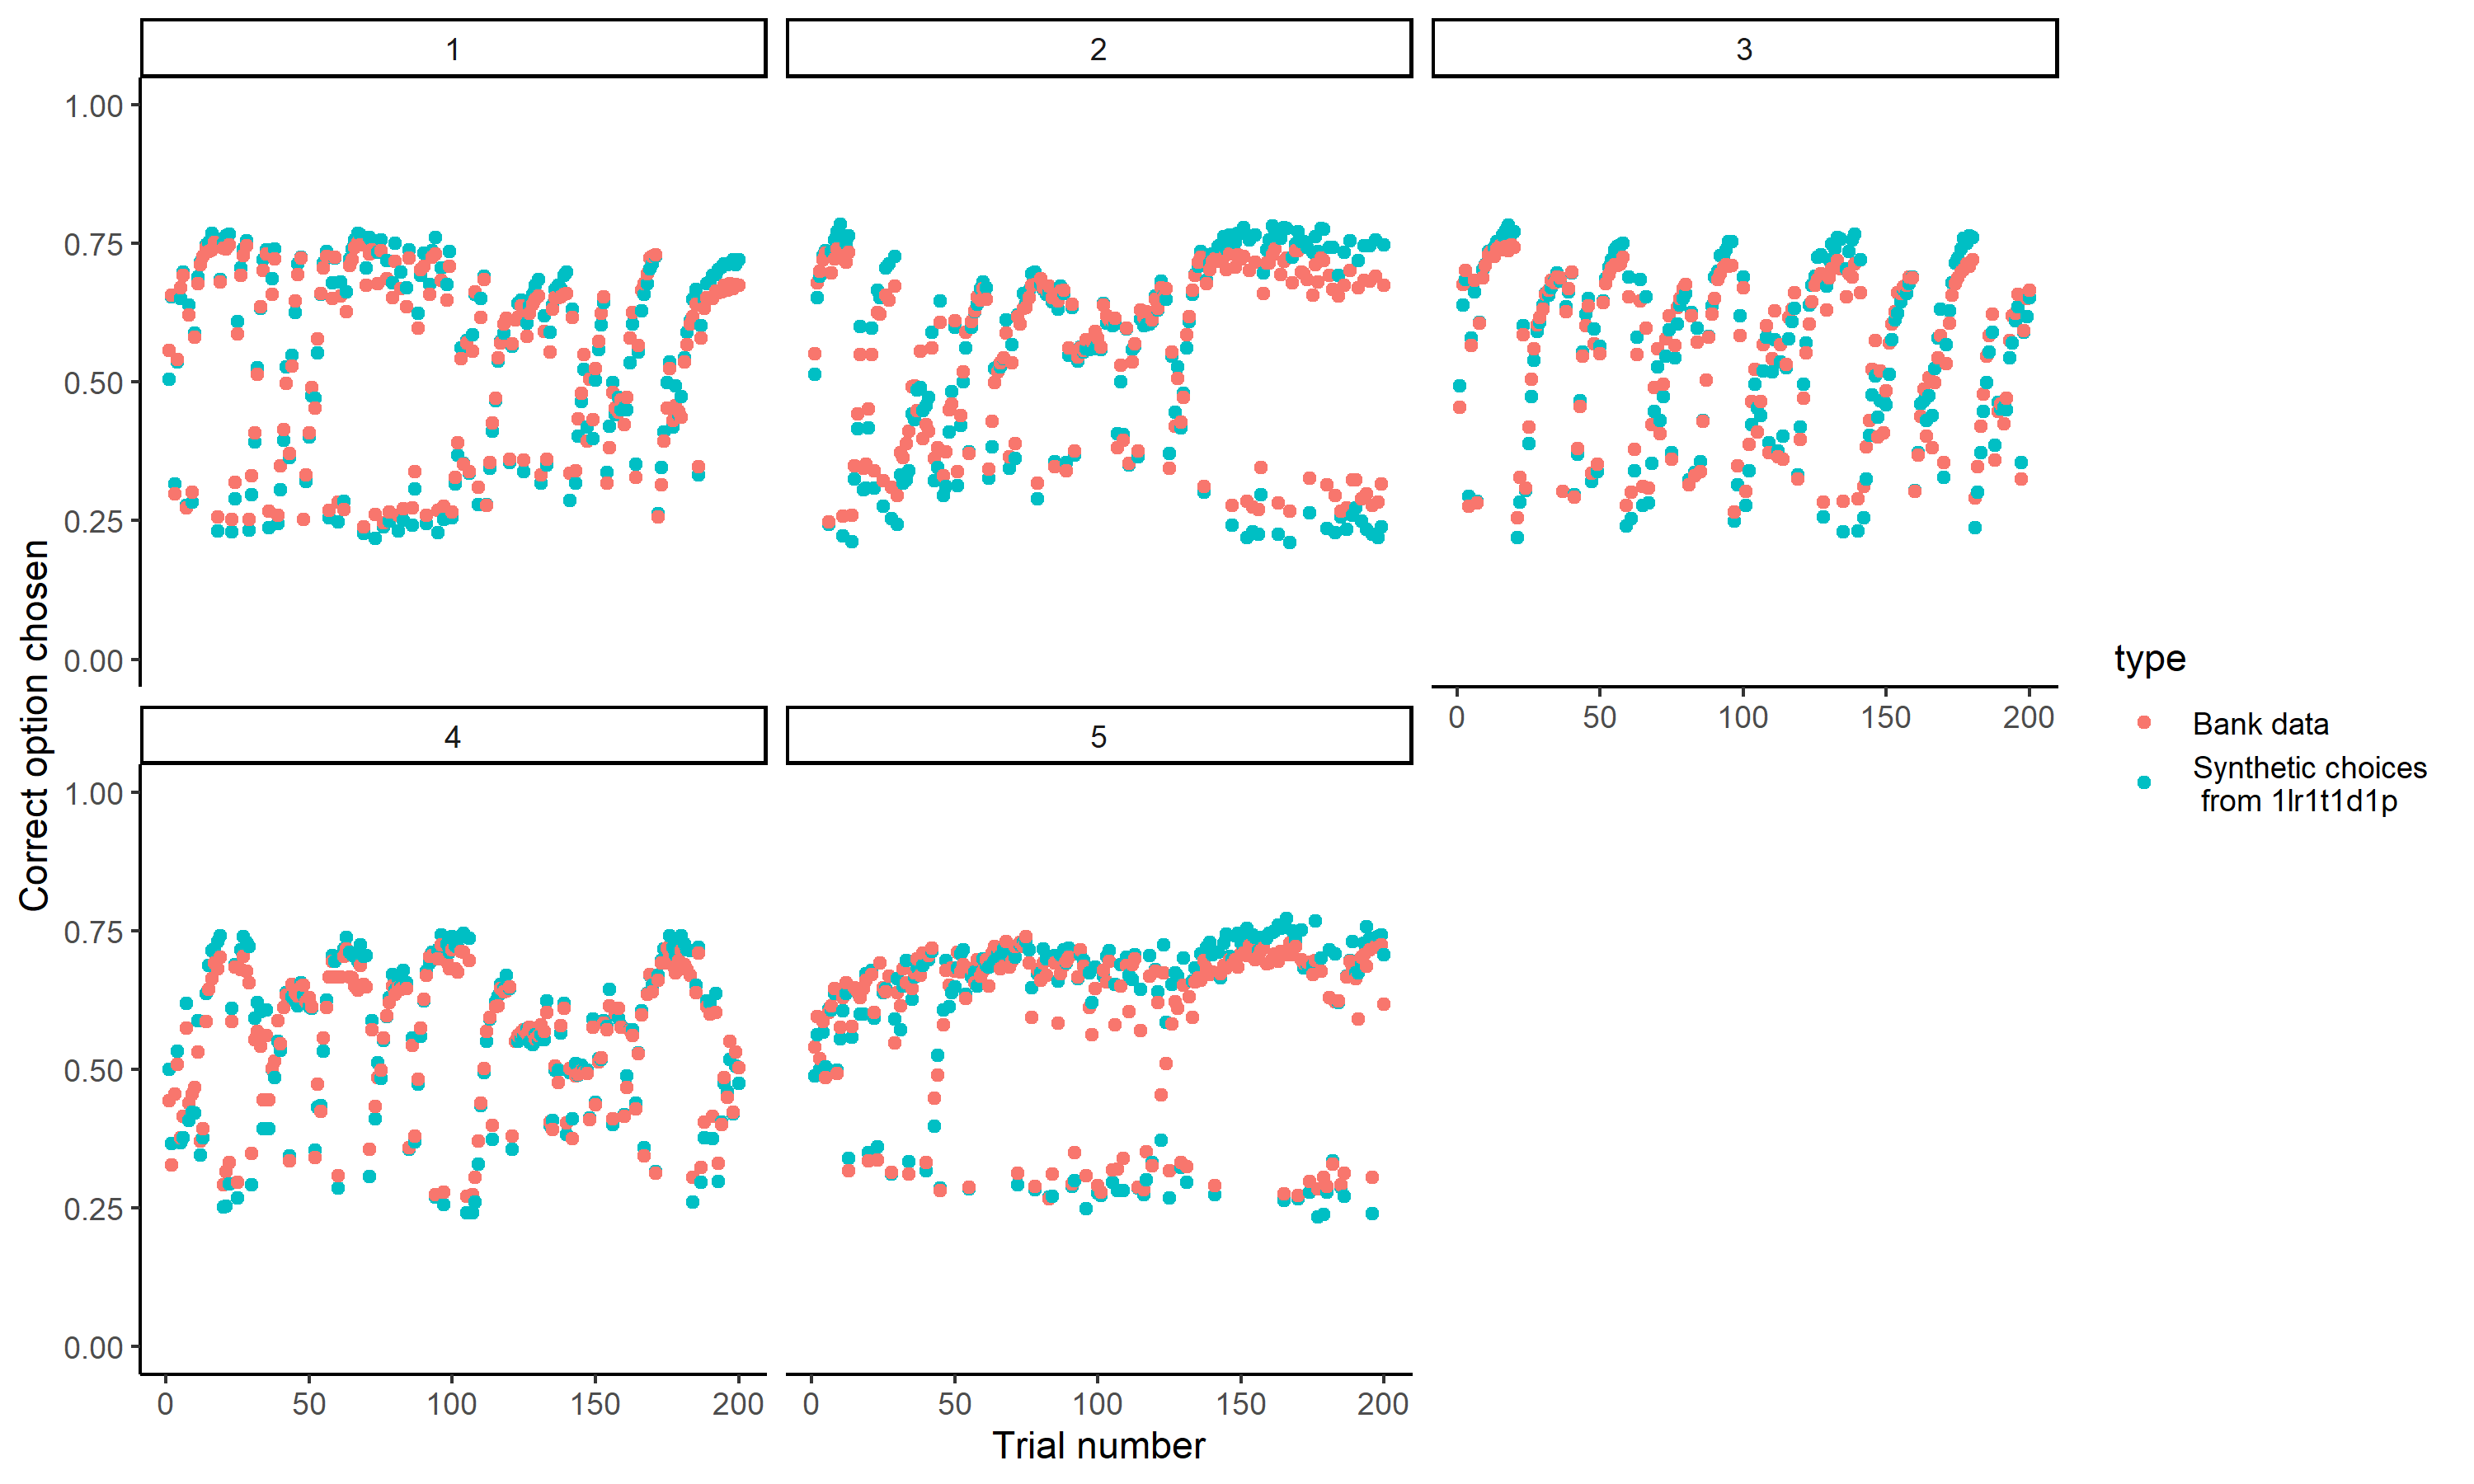 1
2
3
1.00
0.75
0.50
0.25
0.00
0 50 100 150 200
4
5
1.00
0.75
0.50
0.25
0.00
0 50 100 150 200
0 50 100 150 200
Correct option chosen
Trial number
type
Bank data
Synthetic choices
from 1lr1t1d1p